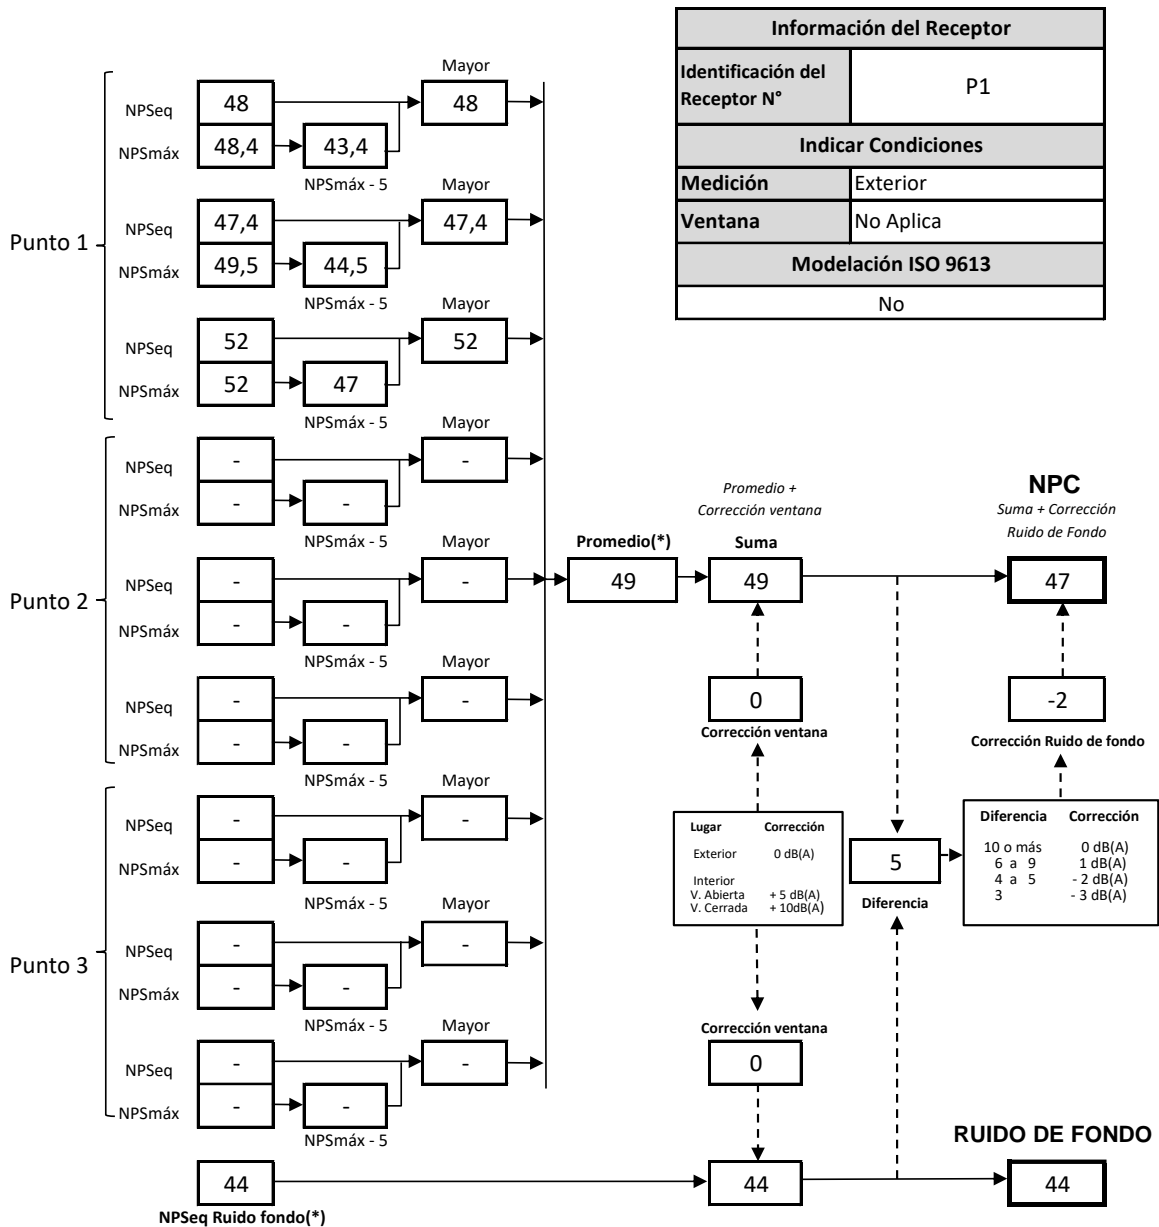 Información del Receptor
Identificación del
Receptor N°
P1
Indicar Condiciones
Medición
Exterior
Ventana
No Aplica
Modelación ISO 9613
No
Punto 1
Mayor
NPSeq
48
48
NPSmáx
48,4
43,4
NPSmáx - 5
Mayor
NPSeq
47,4
47,4
NPSmáx
49,5
44,5
NPSmáx - 5
Mayor
NPSeq
52
52
NPSmáx
52
47
NPSmáx - 5
Punto 2
Mayor
NPSeq
-
-
NPSmáx
-
-
NPSmáx - 5
Mayor
NPSeq
-
-
NPSmáx
-
-
NPSmáx - 5
Mayor
NPSeq
-
-
NPSmáx
-
-
NPSmáx - 5
Punto 3
Mayor
NPSeq
-
-
NPSmáx
-
-
NPSmáx - 5
Mayor
NPSeq
-
-
NPSmáx
-
-
NPSmáx - 5
Mayor
NPSeq
-
-
NPSmáx
-
-
NPSmáx - 5
44
NPSeq Ruido fondo(*)
Promedio(*)
49
Promedio +
Corrección ventana
Suma
49
0
Corrección ventana
Lugar Corrección
Exterior 0 dB(A)
Interior
V. Abierta + 5 dB(A)
V. Cerrada + 10dB(A)
Corrección ventana
0
44
5
Diferencia
NPC
Suma + Corrección
Ruido de Fondo
47
-2
Corrección Ruido de fondo
Diferencia Corrección
10 o más 0 dB(A)
6 a 9 1 dB(A)
4 a 5 - 2 dB(A)
3 - 3 dB(A)
RUIDO DE FONDO
44